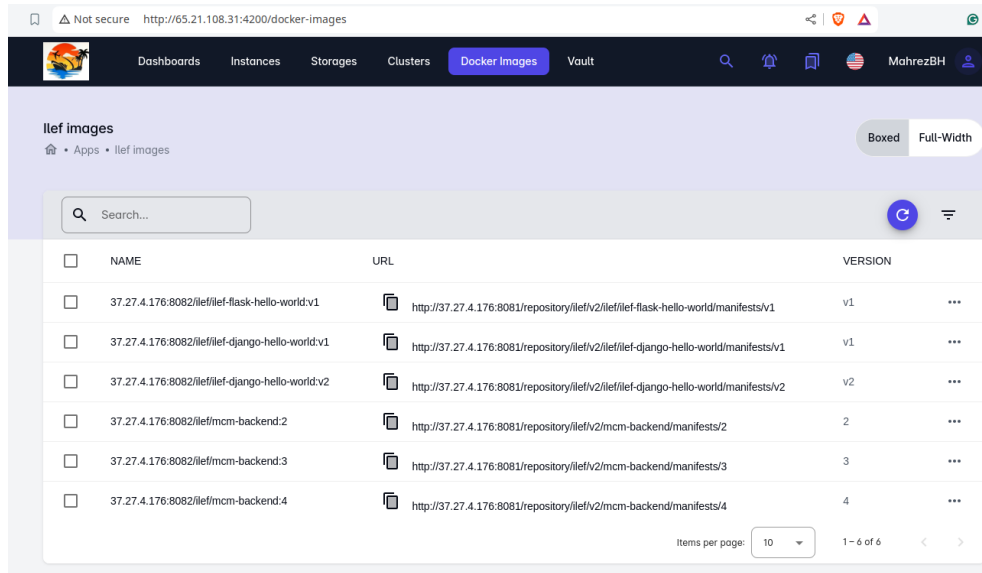 Not secure http://65.21.108.31:4200/docker-images
Dashboards Instances Storages Clusters Docker Images Vault MahrezBH
Ilef images
Boxed Full-Width
• Apps • Ilef images
Search...
NAME URL VERSION
37.27.4.176:8082/ilef/ilef-flask-hello-world:v1 http://37.27.4.176:8081/repository/ilef/v2/ilef/ilef-flask-hello-world/manifests/v1 v1
37.27.4.176:8082/ilef/ilef-django-hello-world:v1 http://37.27.4.176:8081/repository/ilef/v2/ilef/ilef-django-hello-world/manifests/v1 v1
37.27.4.176:8082/ilef/ilef-django-hello-world:v2 http://37.27.4.176:8081/repository/ilef/v2/ilef/ilef-django-hello-world/manifests/v2 v2
37.27.4.176:8082/ilef/mcm-backend:2 http://37.27.4.176:8081/repository/ilef/v2/mcm-backend/manifests/2 2
37.27.4.176:8082/ilef/mcm-backend:3 http://37.27.4.176:8081/repository/ilef/v2/mcm-backend/manifests/3 3
37.27.4.176:8082/ilef/mcm-backend:4 http://37.27.4.176:8081/repository/ilef/v2/mcm-backend/manifests/4 4
Items per page: 10 1 – 6 of 6